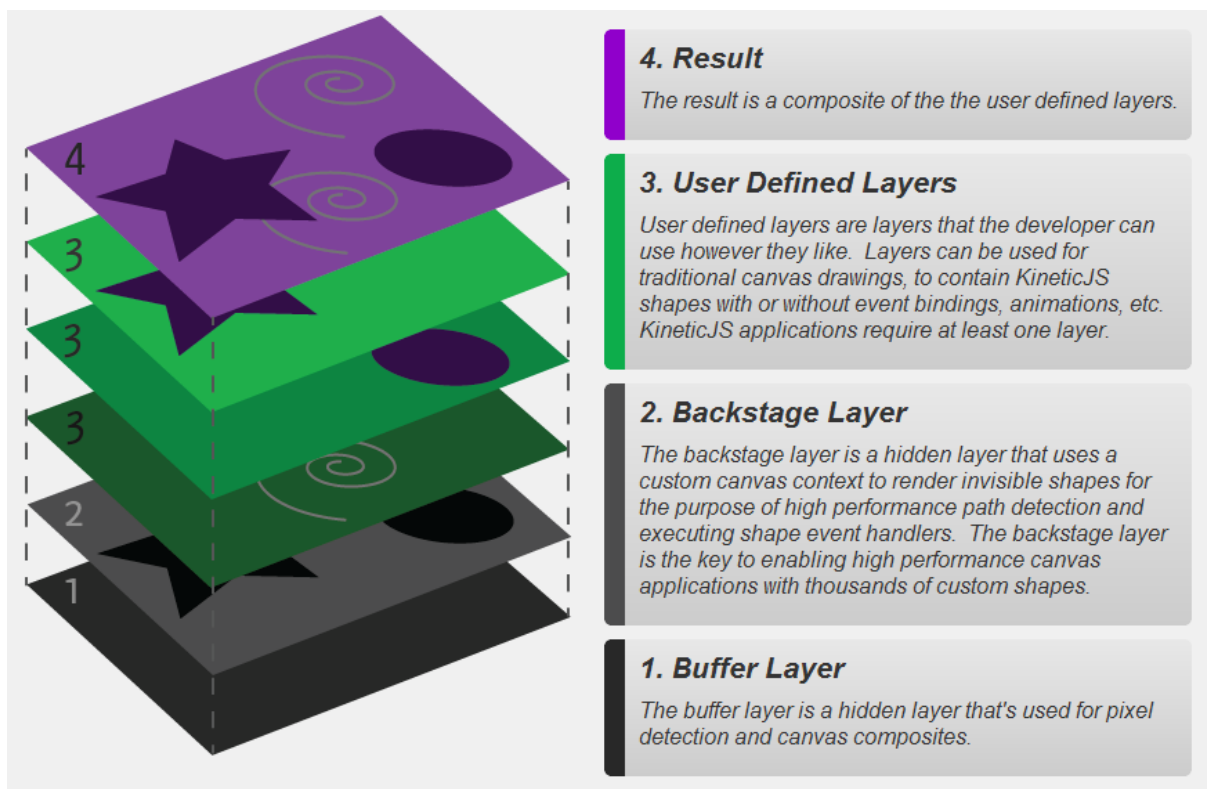 4
3
3
3
2
1
4. Result
The result is a composite of the the user defined layers.
3. User Defined Layers
User defined layers are layers that the developer can
use however they like.  Layers can be used for
traditional canvas drawings, to contain KineticJS
shapes with or without event bindings, animations, etc.
KineticJS applications require at least one layer.
2. Backstage Layer
The backstage layer is a hidden layer that uses a
custom canvas context to render invisible shapes for
the purpose of high performance path detection and
executing shape event handlers.  The backstage layer
is the key to enabling high performance canvas
applications with thousands of custom shapes.
1. Buffer Layer
The buffer layer is a hidden layer that's used for pixel
detection and canvas composites.